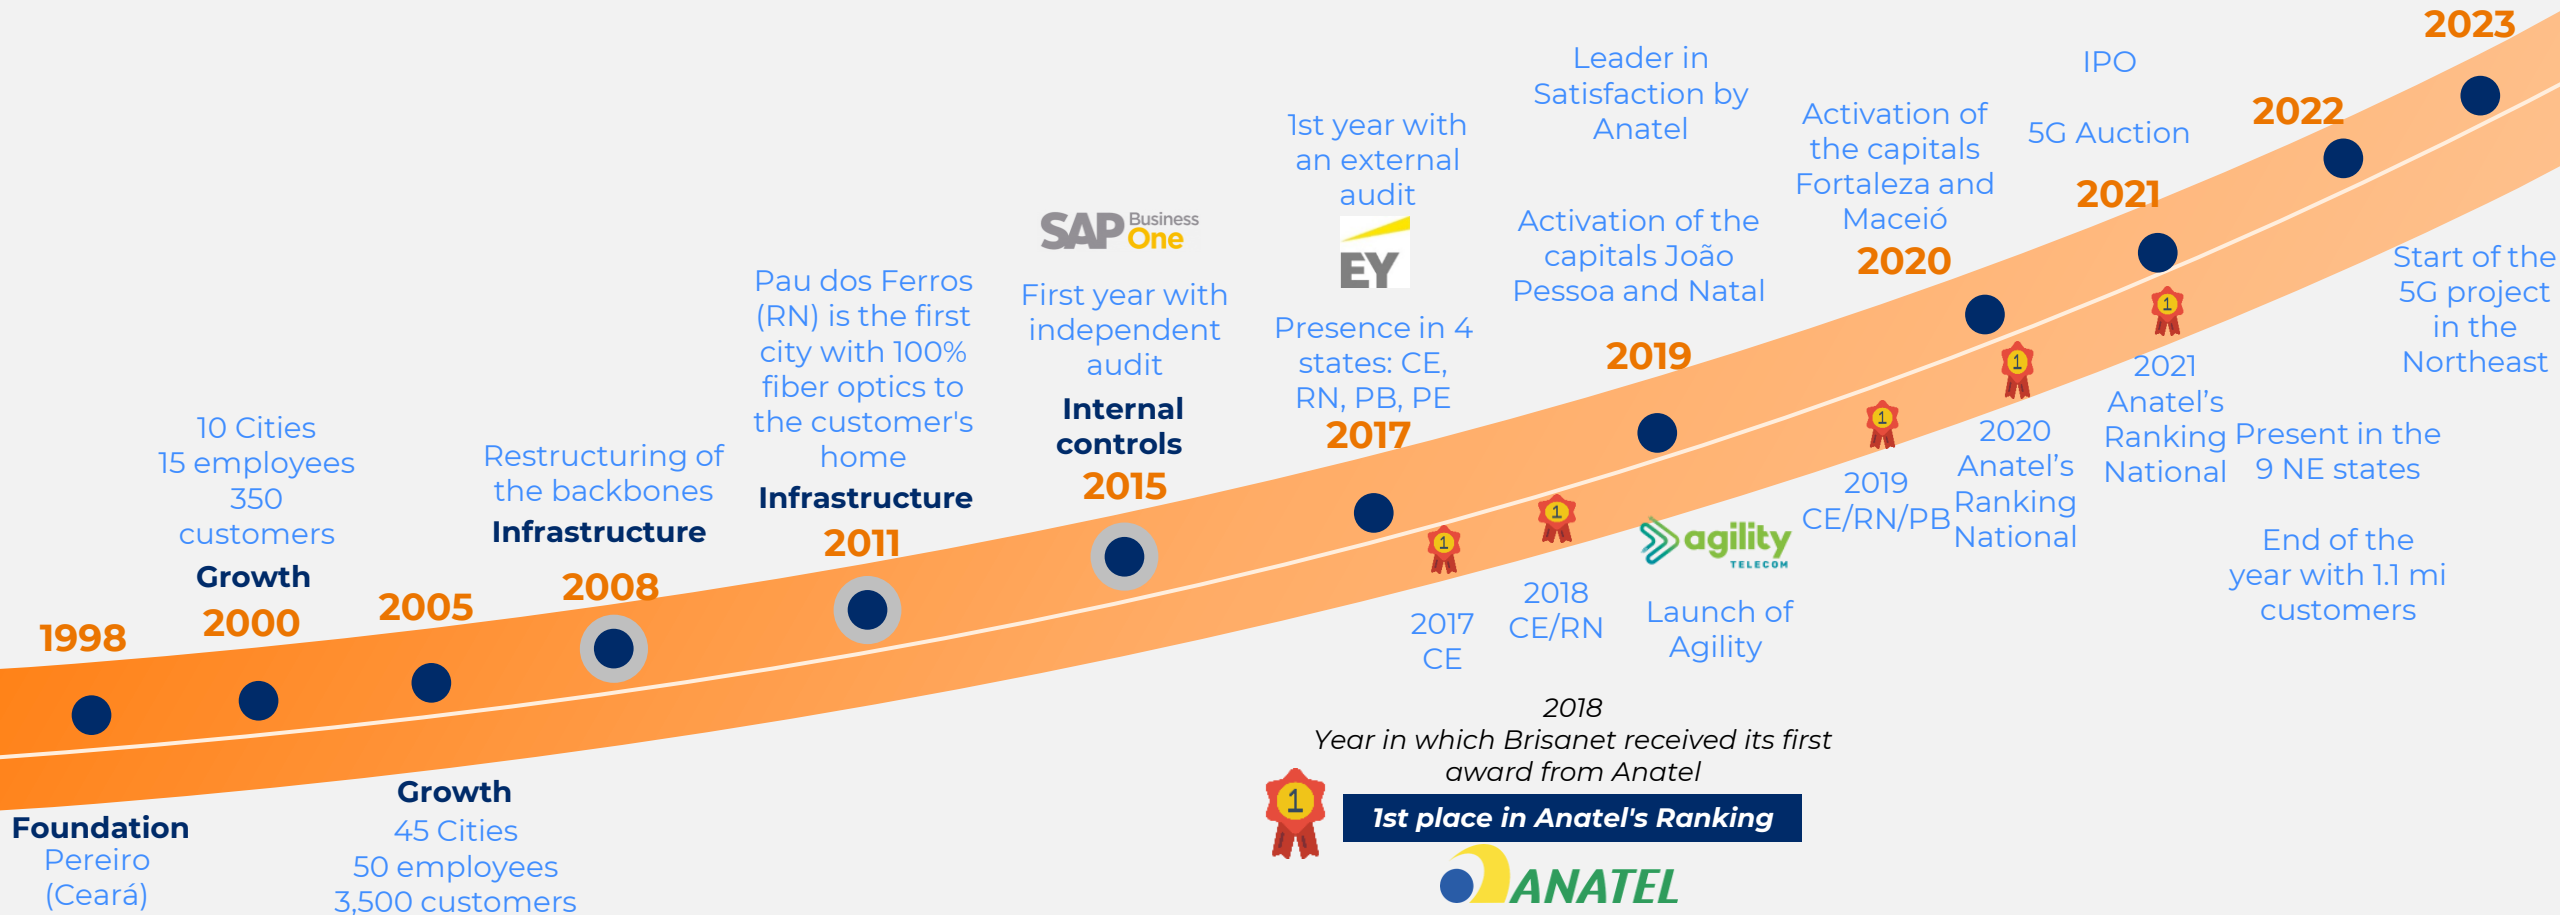 1998
Foundation
Pereiro
(Ceará)
10 Cities
15 employees
350
customers
Growth
2000
2005
Growth
45 Cities
50 employees
3,500 customers
Restructuring of
the backbones
Infrastructure
2008
Pau dos Ferros
(RN) is the first
city with 100%
fiber optics to
the customer's
home
Infrastructure
2011
SAP Business
One
First year with
independent
audit
Internal
controls
2015
1st year with
an external
audit
EY
Presence in 4
states: CE,
RN, PB, PE
2017
1
2017
CE
1
2018
CE/RN
Leader in
Satisfaction by
Anatel
Activation of the
capitals João
Pessoa and Natal
2019
agility
TELECOM
Launch of
Agility
1
2019
CE/RN/PB
Activation of
the capitals
Fortaleza and
Maceió
2020
1
2020
Anatel’s
Ranking
National
IPO
5G Auction
2021
1
2021
Anatel’s
Ranking
National
2022
Present in the
9 NE states
End of the
year with 1.1 mi
customers
2023
Start of the
5G project
in the
Northeast
2018
Year in which Brisanet received its first
award from Anatel
1
1st place in Anatel's Ranking
ANATEL